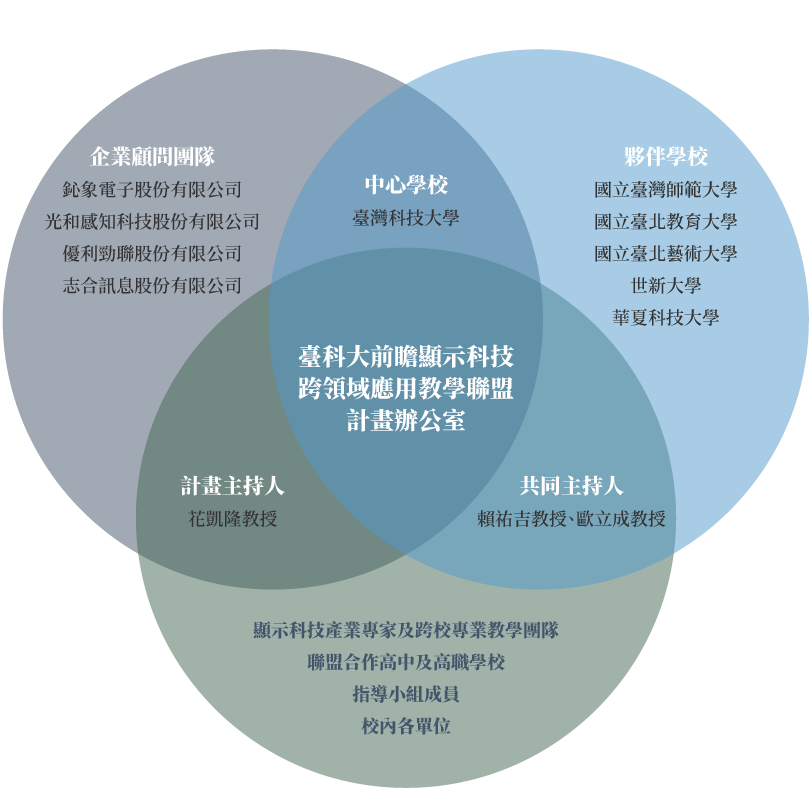 企業顧問團隊
鈊象電子股份有限公司
光和感知科技股份有限公司
優利勁聯股份有限公司
志合訊息股份有限公司
中心學校
臺灣科技大學
夥伴學校
國立臺灣師範大學
國立臺北教育大學
國立臺北藝術大學
世新大學
華夏科技大學
臺科大前瞻顯示科技
跨領域應用教學聯盟
計畫辦公室
計畫主持人
花凱隆教授
共同主持人
賴祐吉教授、歐立成教授
顯示科技產業專家及跨校專業教學團隊
聯盟合作高中及高職學校
指導小組成員
校內各單位